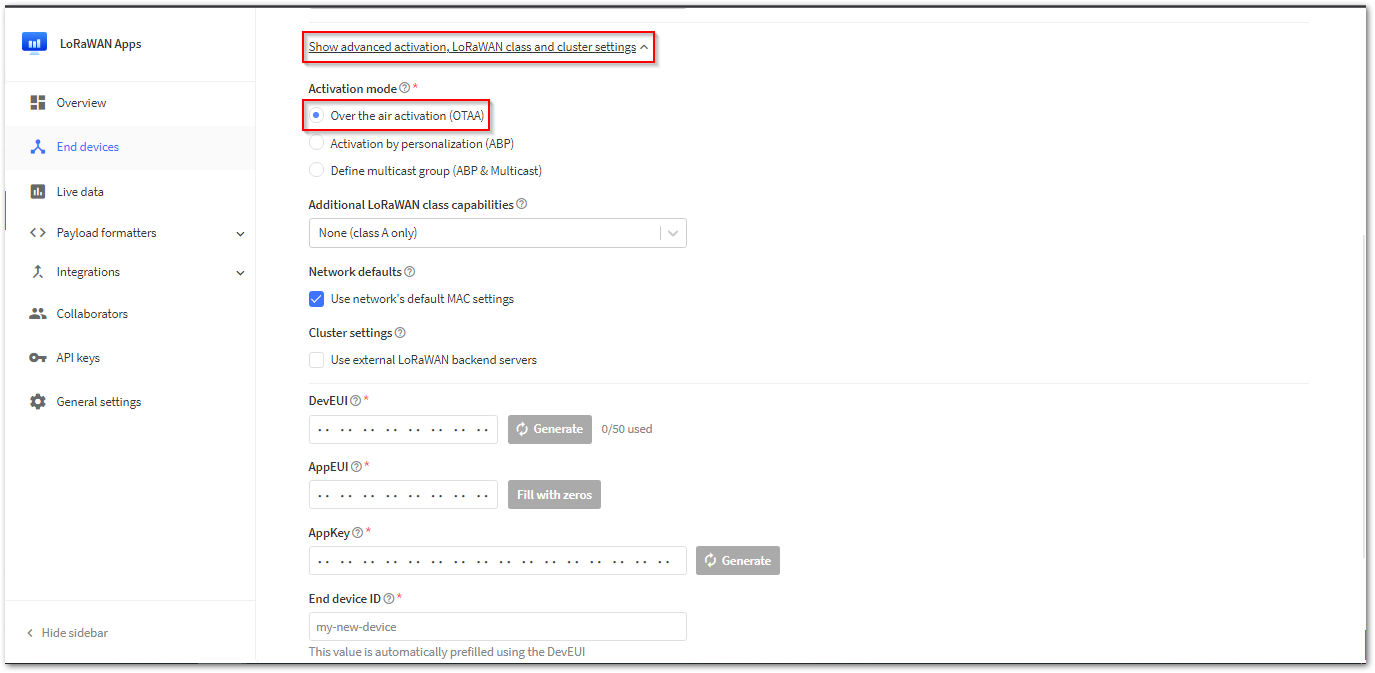 LoRaWAN Apps
Overview
End devices
Live data
Payload formatters
Integrations
Collaborators
API keys
General settings
Hide sidebar
Show advanced activation, LoRaWAN class and cluster settings
Activation mode *
Over the air activation (OTAA)
Activation by personalization (ABP)
Define multicast group (ABP & Multicast)
Additional LoRaWAN class capabilities
None (class A only)
Network defaults
Use network's default MAC settings
Cluster settings
Use external LoRaWAN backend servers
DevEUI *
·· ·· ·· ·· ·· ·· ·· ·· Generate 0/50 used
AppEUI *
·· ·· ·· ·· ·· ·· ·· ·· Fill with zeros
AppKey *
·· ·· ·· ·· ·· ·· ·· ·· ·· ·· ·· ·· ·· ·· ·· ·· Generate
End device ID *
my-new-device
This value is automatically prefilled using the DevEUI